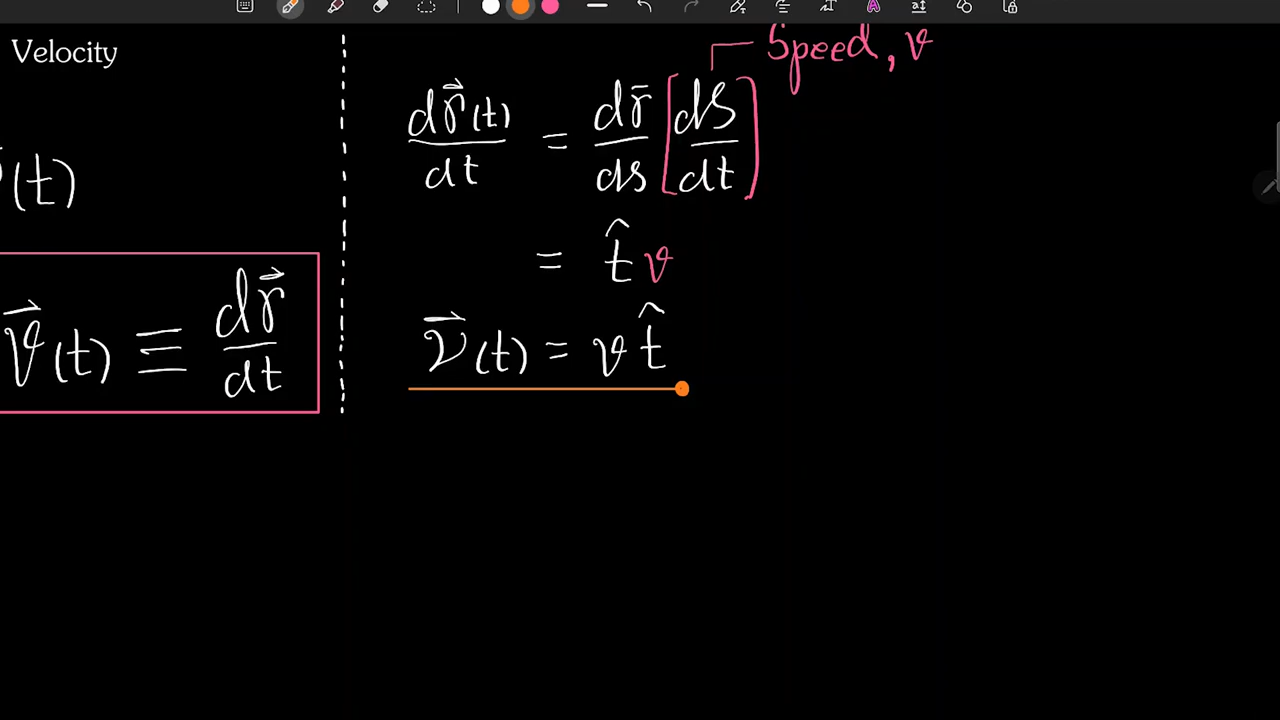 Velocity
(t)
v⃗(t) ≡ dr⃗/dt
Speed, v
dr⃗(t)/dt = dr̄/ds [ds/dt]
= t̂ v
v⃗(t) = v t̂